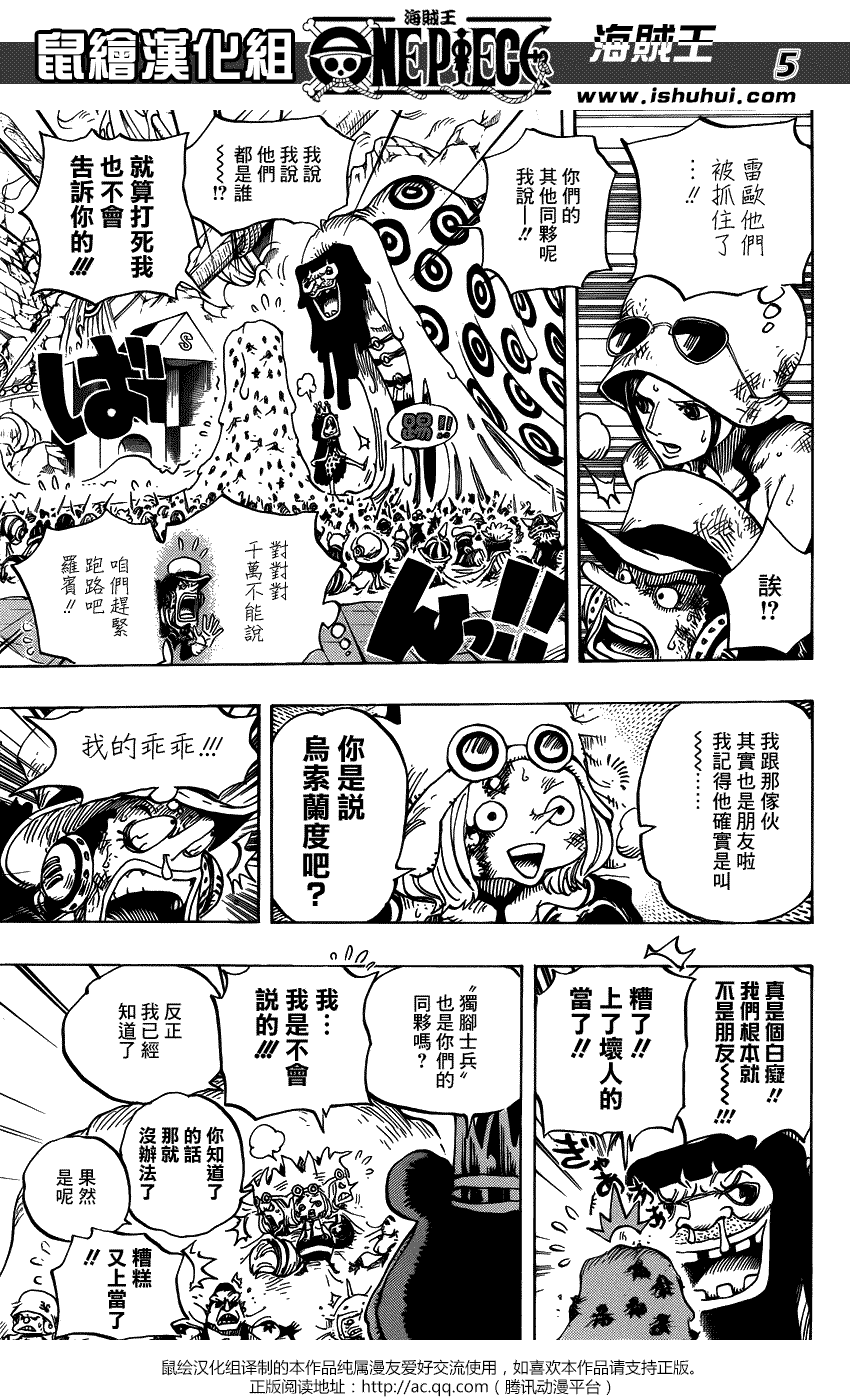 鼠繪漢化組
海賊王
ONE PIECE
海賊王
5
www.ishuhui.com
雷歐他們
被抓住了
…!!
誒!?
你們的
其他同夥呢
我說—!!
我說
我說
他們
都是誰
～～!?
就算打死我
也不會
告訴你的!!!
S
ば
哼!!
んっ!!!
對對對
千萬不能說
咱們趕緊
跑路吧
羅賓!!
我跟那傢伙
其實也是朋友啦
我記得他確實是叫
～～……
你是說
烏索蘭度吧?
我的乖乖!!!
真是個白癡!!
我們根本就
不是朋友～～!!!
糟了!!
上了壞人的
當了!!
ぎゃあああ
〝獨腳士兵〞
也是你們的
同夥嗎?
我…
我是不會
說的!!!
反正
我已經
知道了
你知道了
的話
那就
沒辦法了
果然
是呢
糟糕
又上當了
!!
鼠绘汉化组译制的本作品纯属漫友爱好交流使用，如喜欢本作品请支持正版。
正版阅读地址：http://ac.qq.com（腾讯动漫平台）